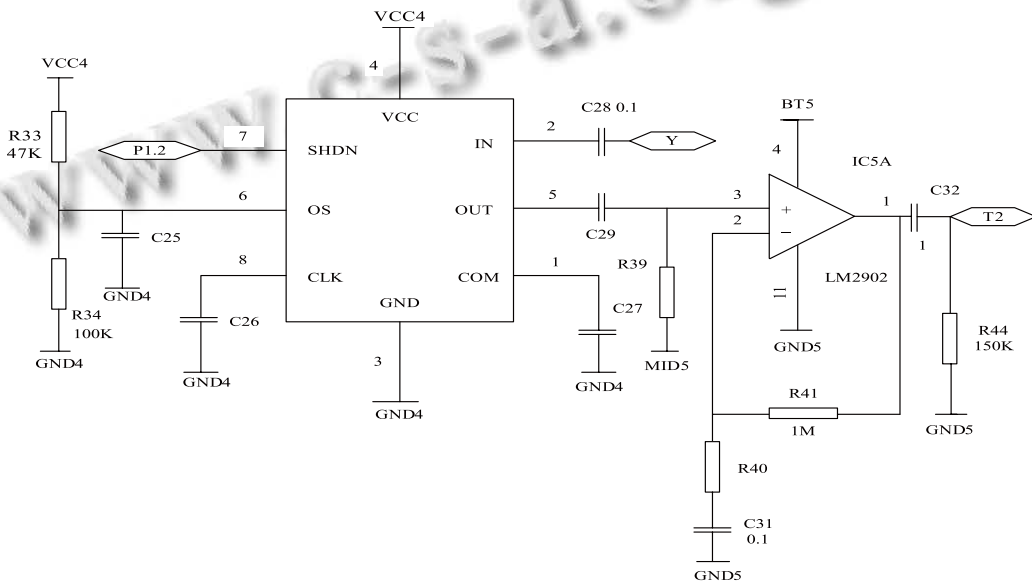 www.c-s-a.
VCC4
VCC4
4
VCC
R33
47K
P1.2
7
SHDN
IN
2
C28 0.1
Y
BT5
4
IC5A
6
OS
OUT
5
C29
3
+
2
−
1
C32
1
T2
C25
GND4
8
CLK
COM
1
R39
C27
LM2902
GND
11
R34
100K
GND4
C26
GND4
3
GND4
MID5
GND4
GND5
R44
150K
GND5
R41
1M
R40
C31
0.1
GND5